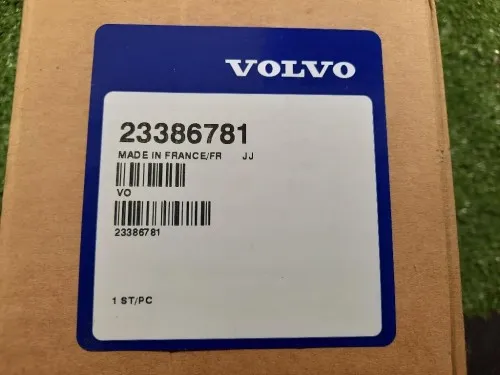 VOLVO
23386781
MADE IN FRANCE/FR JJ
VO
23386781
1 ST/PC